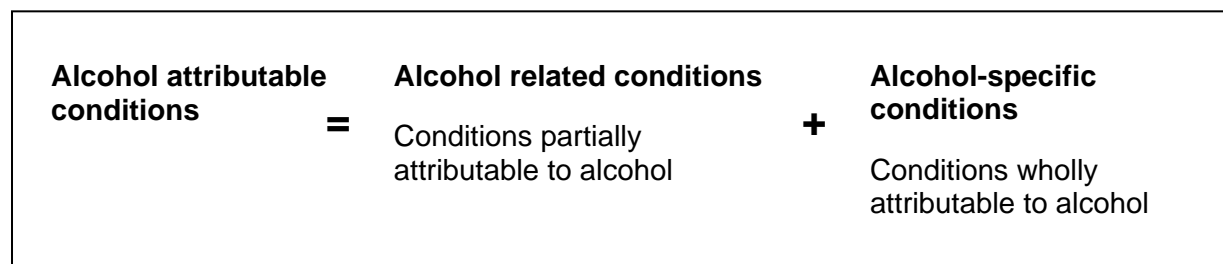 Alcohol attributable
conditions
=
Alcohol related conditions
Conditions partially
attributable to alcohol
+
Alcohol-specific
conditions
Conditions wholly
attributable to alcohol